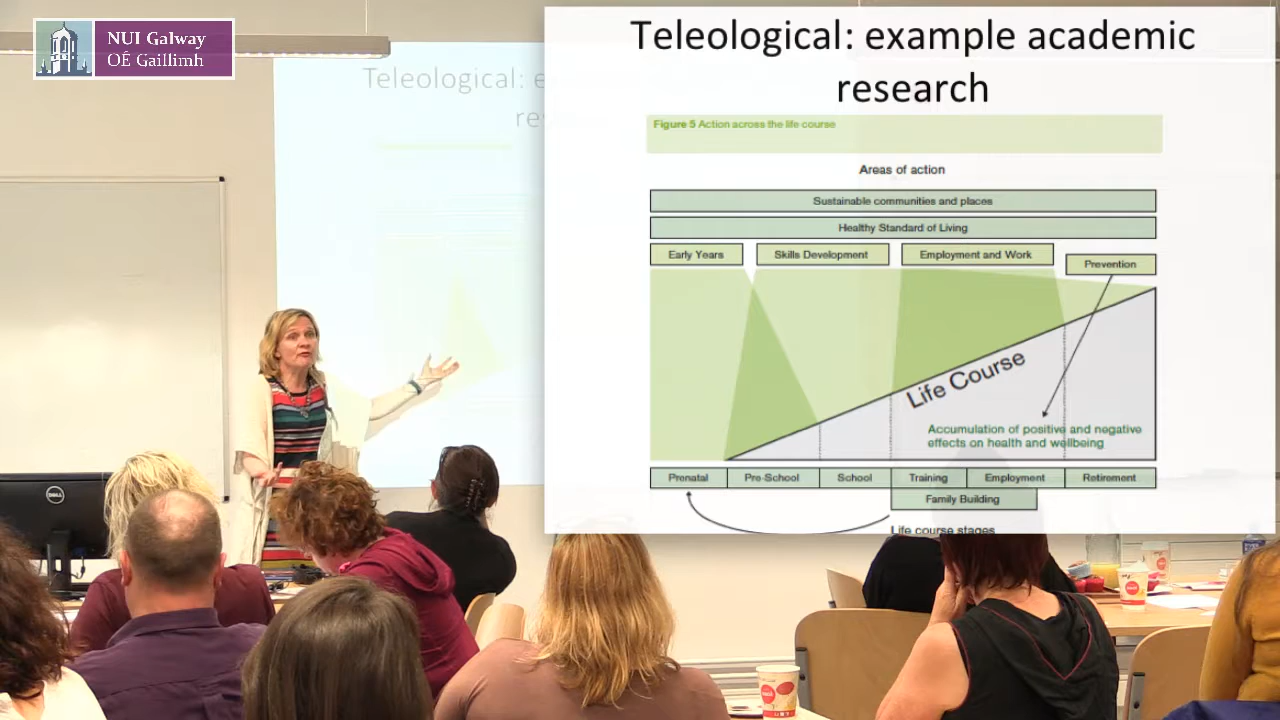 NUI Galway
OÉ Gaillimh
Teleological: example academic
research
Teleological: e
re
Figure 5 Action across the life course
Areas of action
Sustainable communities and places
Healthy Standard of Living
Early Years
Skills Development
Employment and Work
Prevention
Life Course
Accumulation of positive and negative
effects on health and wellbeing
Prenatal
Pre-School
School
Training
Employment
Retirement
Family Building
Life course stages
DELL